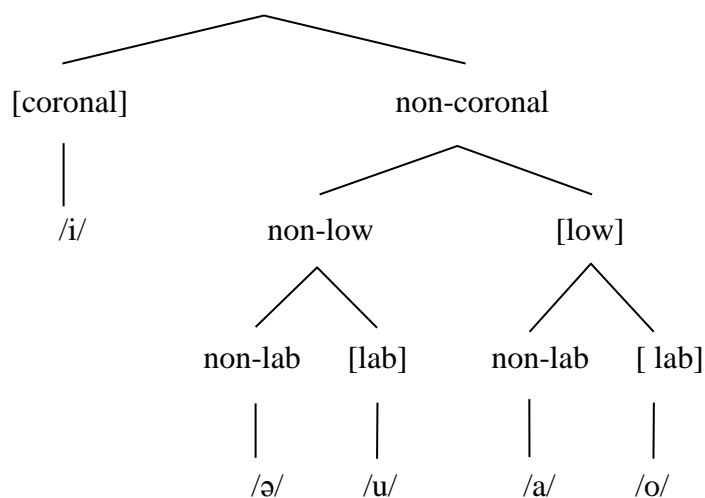 [coronal] non-coronal
/i/ non-low [low]
non-lab [lab] non-lab [ lab]
/ə/ /u/ /a/ /o/